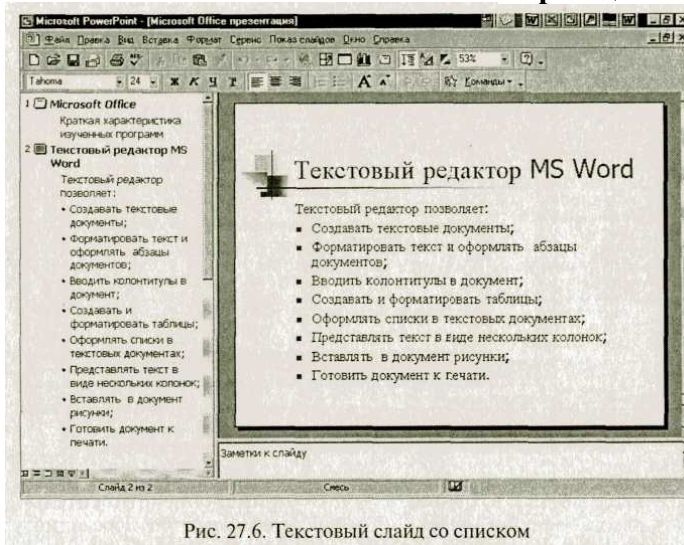 Microsoft PowerPoint - [Microsoft Office презентация]
Файл Правка Вид Вставка Формат Сервис Показ слайдов Окно Справка
53%
Tahoma 24 Ж К Ч Т Команды
1 Microsoft Office
Краткая характеристика
изученных программ
2 Текстовый редактор MS
Word
Текстовый редактор
позволяет:
• Создавать текстовые
документы;
• Форматировать текст и
оформлять абзацы
документов;
• Вводить колонтитулы в
документ;
• Создавать и
форматировать таблицы;
• Оформлять списки в
текстовых документах;
• Представлять текст в
виде нескольких колонок;
• Вставлять в документ
рисунки;
• Готовить документ к
печати.
Текстовый редактор MS Word
Текстовый редактор позволяет:
▪ Создавать текстовые документы;
▪ Форматировать текст и оформлять абзацы
документов;
▪ Вводить колонтитулы в документ;
▪ Создавать и форматировать таблицы;
▪ Оформлять списки в текстовых документах;
▪ Представлять текст в виде нескольких колонок;
▪ Вставлять в документ рисунки;
▪ Готовить документ к печати.
Заметки к слайду
Слайд 2 из 2 Смесь
Рис. 27.6. Текстовый слайд со списком